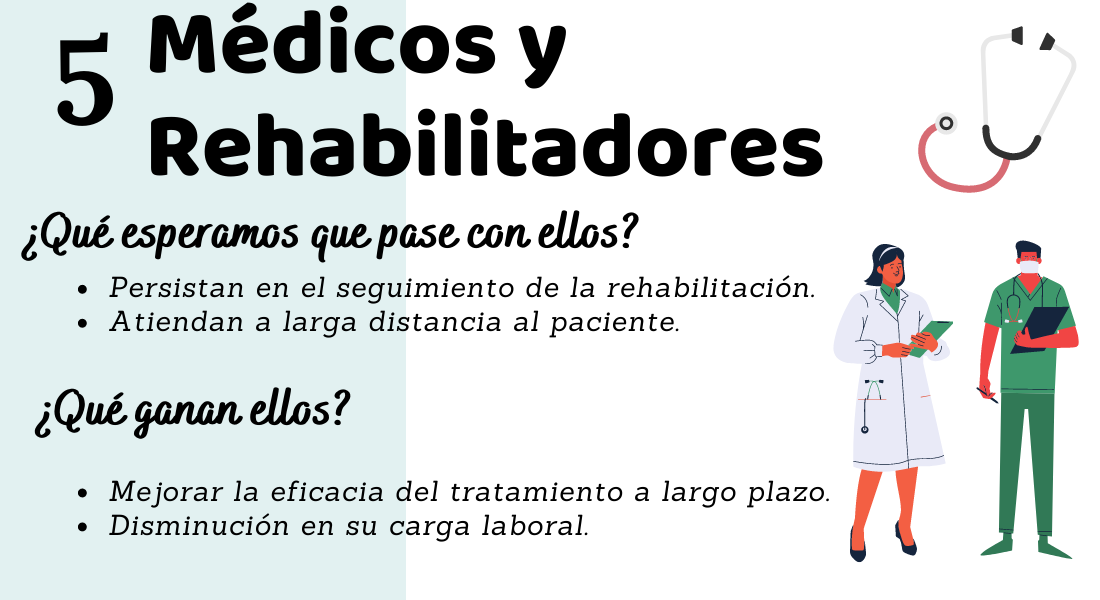 5
Médicos y
Rehabilitadores
¿Qué esperamos que pase con ellos?
• Persistan en el seguimiento de la rehabilitación.
• Atiendan a larga distancia al paciente.
¿Qué ganan ellos?
• Mejorar la eficacia del tratamiento a largo plazo.
• Disminución en su carga laboral.